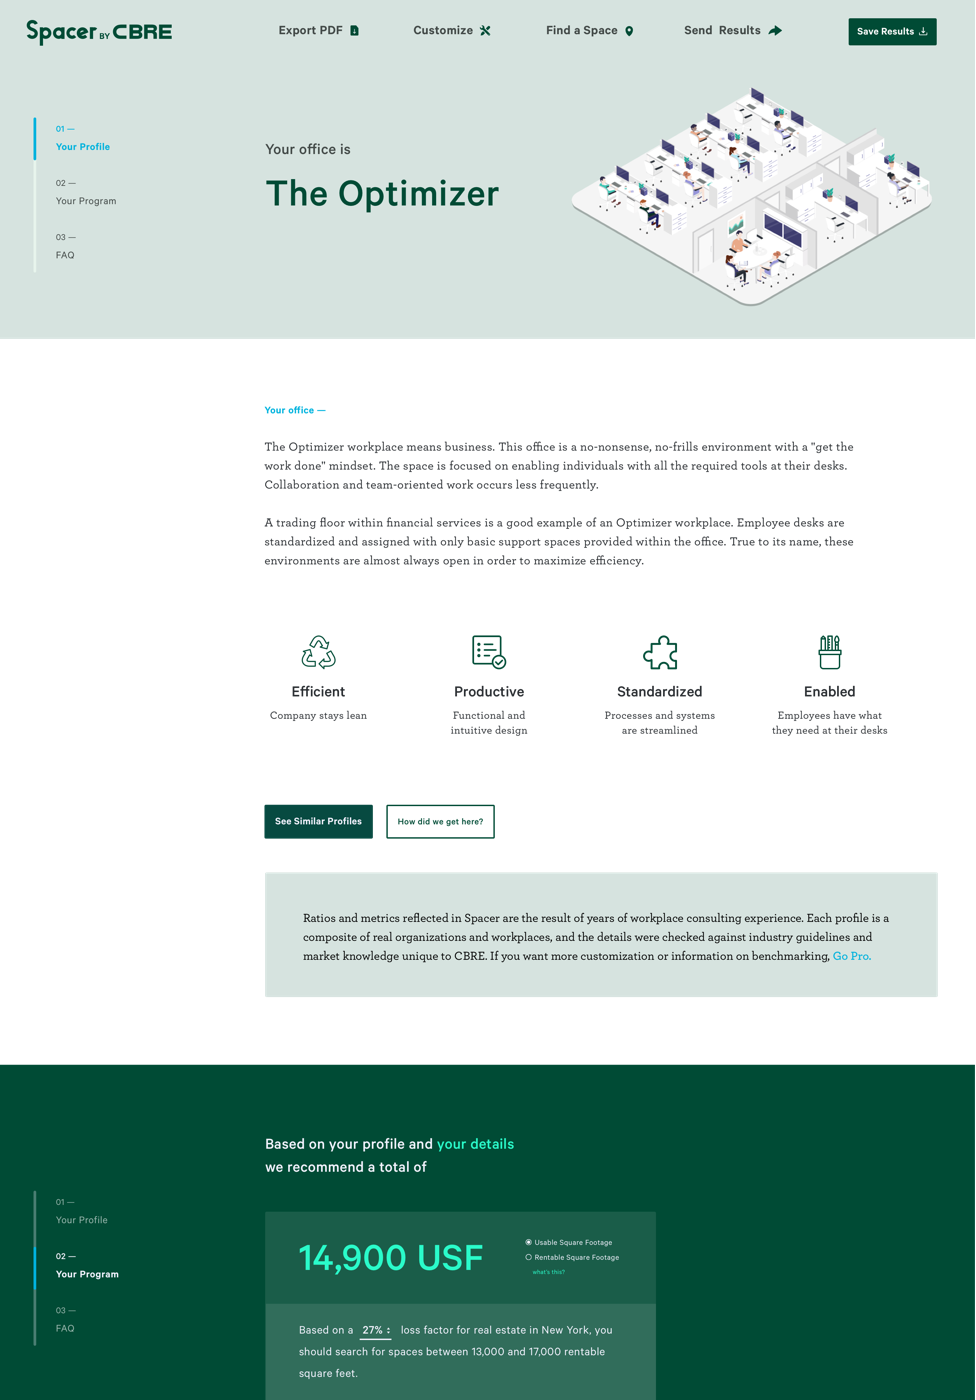 Spacer BY CBRE
Export PDF
Customize
Find a Space
Send Results
Save Results
01 —
Your Profile
02 —
Your Program
03 —
FAQ
Your office is
The Optimizer
Your office —
The Optimizer workplace means business. This office is a no-nonsense, no-frills environment with a "get the
work done" mindset. The space is focused on enabling individuals with all the required tools at their desks.
Collaboration and team-oriented work occurs less frequently.
A trading floor within financial services is a good example of an Optimizer workplace. Employee desks are
standardized and assigned with only basic support spaces provided within the office. True to its name, these
environments are almost always open in order to maximize efficiency.
Efficient
Company stays lean
Productive
Functional and
intuitive design
Standardized
Processes and systems
are streamlined
Enabled
Employees have what
they need at their desks
See Similar Profiles
How did we get here?
Ratios and metrics reflected in Spacer are the result of years of workplace consulting experience. Each profile is a
composite of real organizations and workplaces, and the details were checked against industry guidelines and
market knowledge unique to CBRE. If you want more customization or information on benchmarking, Go Pro.
01 —
Your Profile
02 —
Your Program
03 —
FAQ
Based on your profile and your details
we recommend a total of
14,900 USF
Usable Square Footage
Rentable Square Footage
what's this?
Based on a 27% loss factor for real estate in New York, you
should search for spaces between 13,000 and 17,000 rentable
square feet.